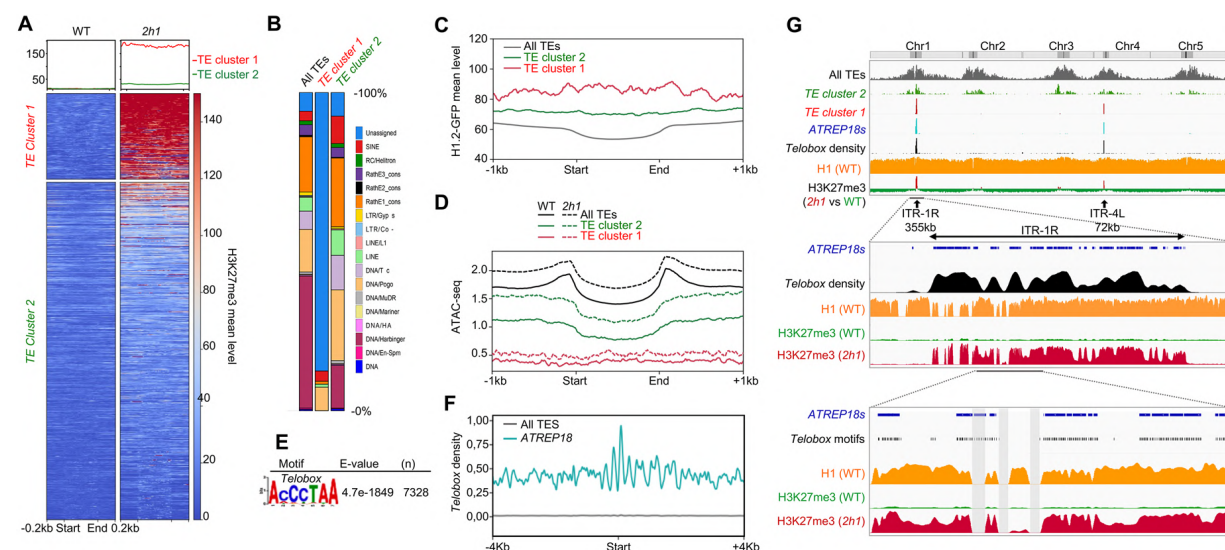 A
WT
2h1
150
50
TE cluster 1
TE cluster 2
TE Cluster 1
TE Cluster 2
140
120
100
80
60
40
20
0
H3K27me3 mean level
-0.2kb Start End 0.2kb
B
All TEs
TE cluster 1
TE cluster 2
-100%
-0%
Unassigned
SINE
RC/Helitron
RathE3_cons
RathE2_cons
RathE1_cons
LTR/Gyp s
LTR/Co -
LINE/L1
LINE
DNA/T c
DNA/Pogo
DNA/MuDR
DNA/Mariner
DNA/HA
DNA/Harbinger
DNA/En-Spm
DNA
C
All TEs
TE cluster 2
TE cluster 1
H1.2-GFP mean level
120
100
80
60
40
-1kb Start End +1kb
D
WT 2h1
All TEs
TE cluster 2
TE cluster 1
ATAC-seq
2.0
1.5
1.0
0.5
-1kb Start End +1kb
E
Motif E-value (n)
Telobox
ACCCTAA 4.7e-1849 7328
F
All TEs
ATREP18
Telobox density
1,00
0,75
0,50
0,25
0,00
-4Kb Start +4Kb
G
Chr1 Chr2 Chr3 Chr4 Chr5
All TEs
TE cluster 2
TE cluster 1
ATREP18s
Telobox density
H1 (WT)
H3K27me3
(2h1 vs WT)
ITR-1R
355kb
ITR-4L
72kb
ITR-1R
ATREP18s
Telobox density
H1 (WT)
H3K27me3 (WT)
H3K27me3 (2h1)
ATREP18s
Telobox motifs
H1 (WT)
H3K27me3 (WT)
H3K27me3 (2h1)